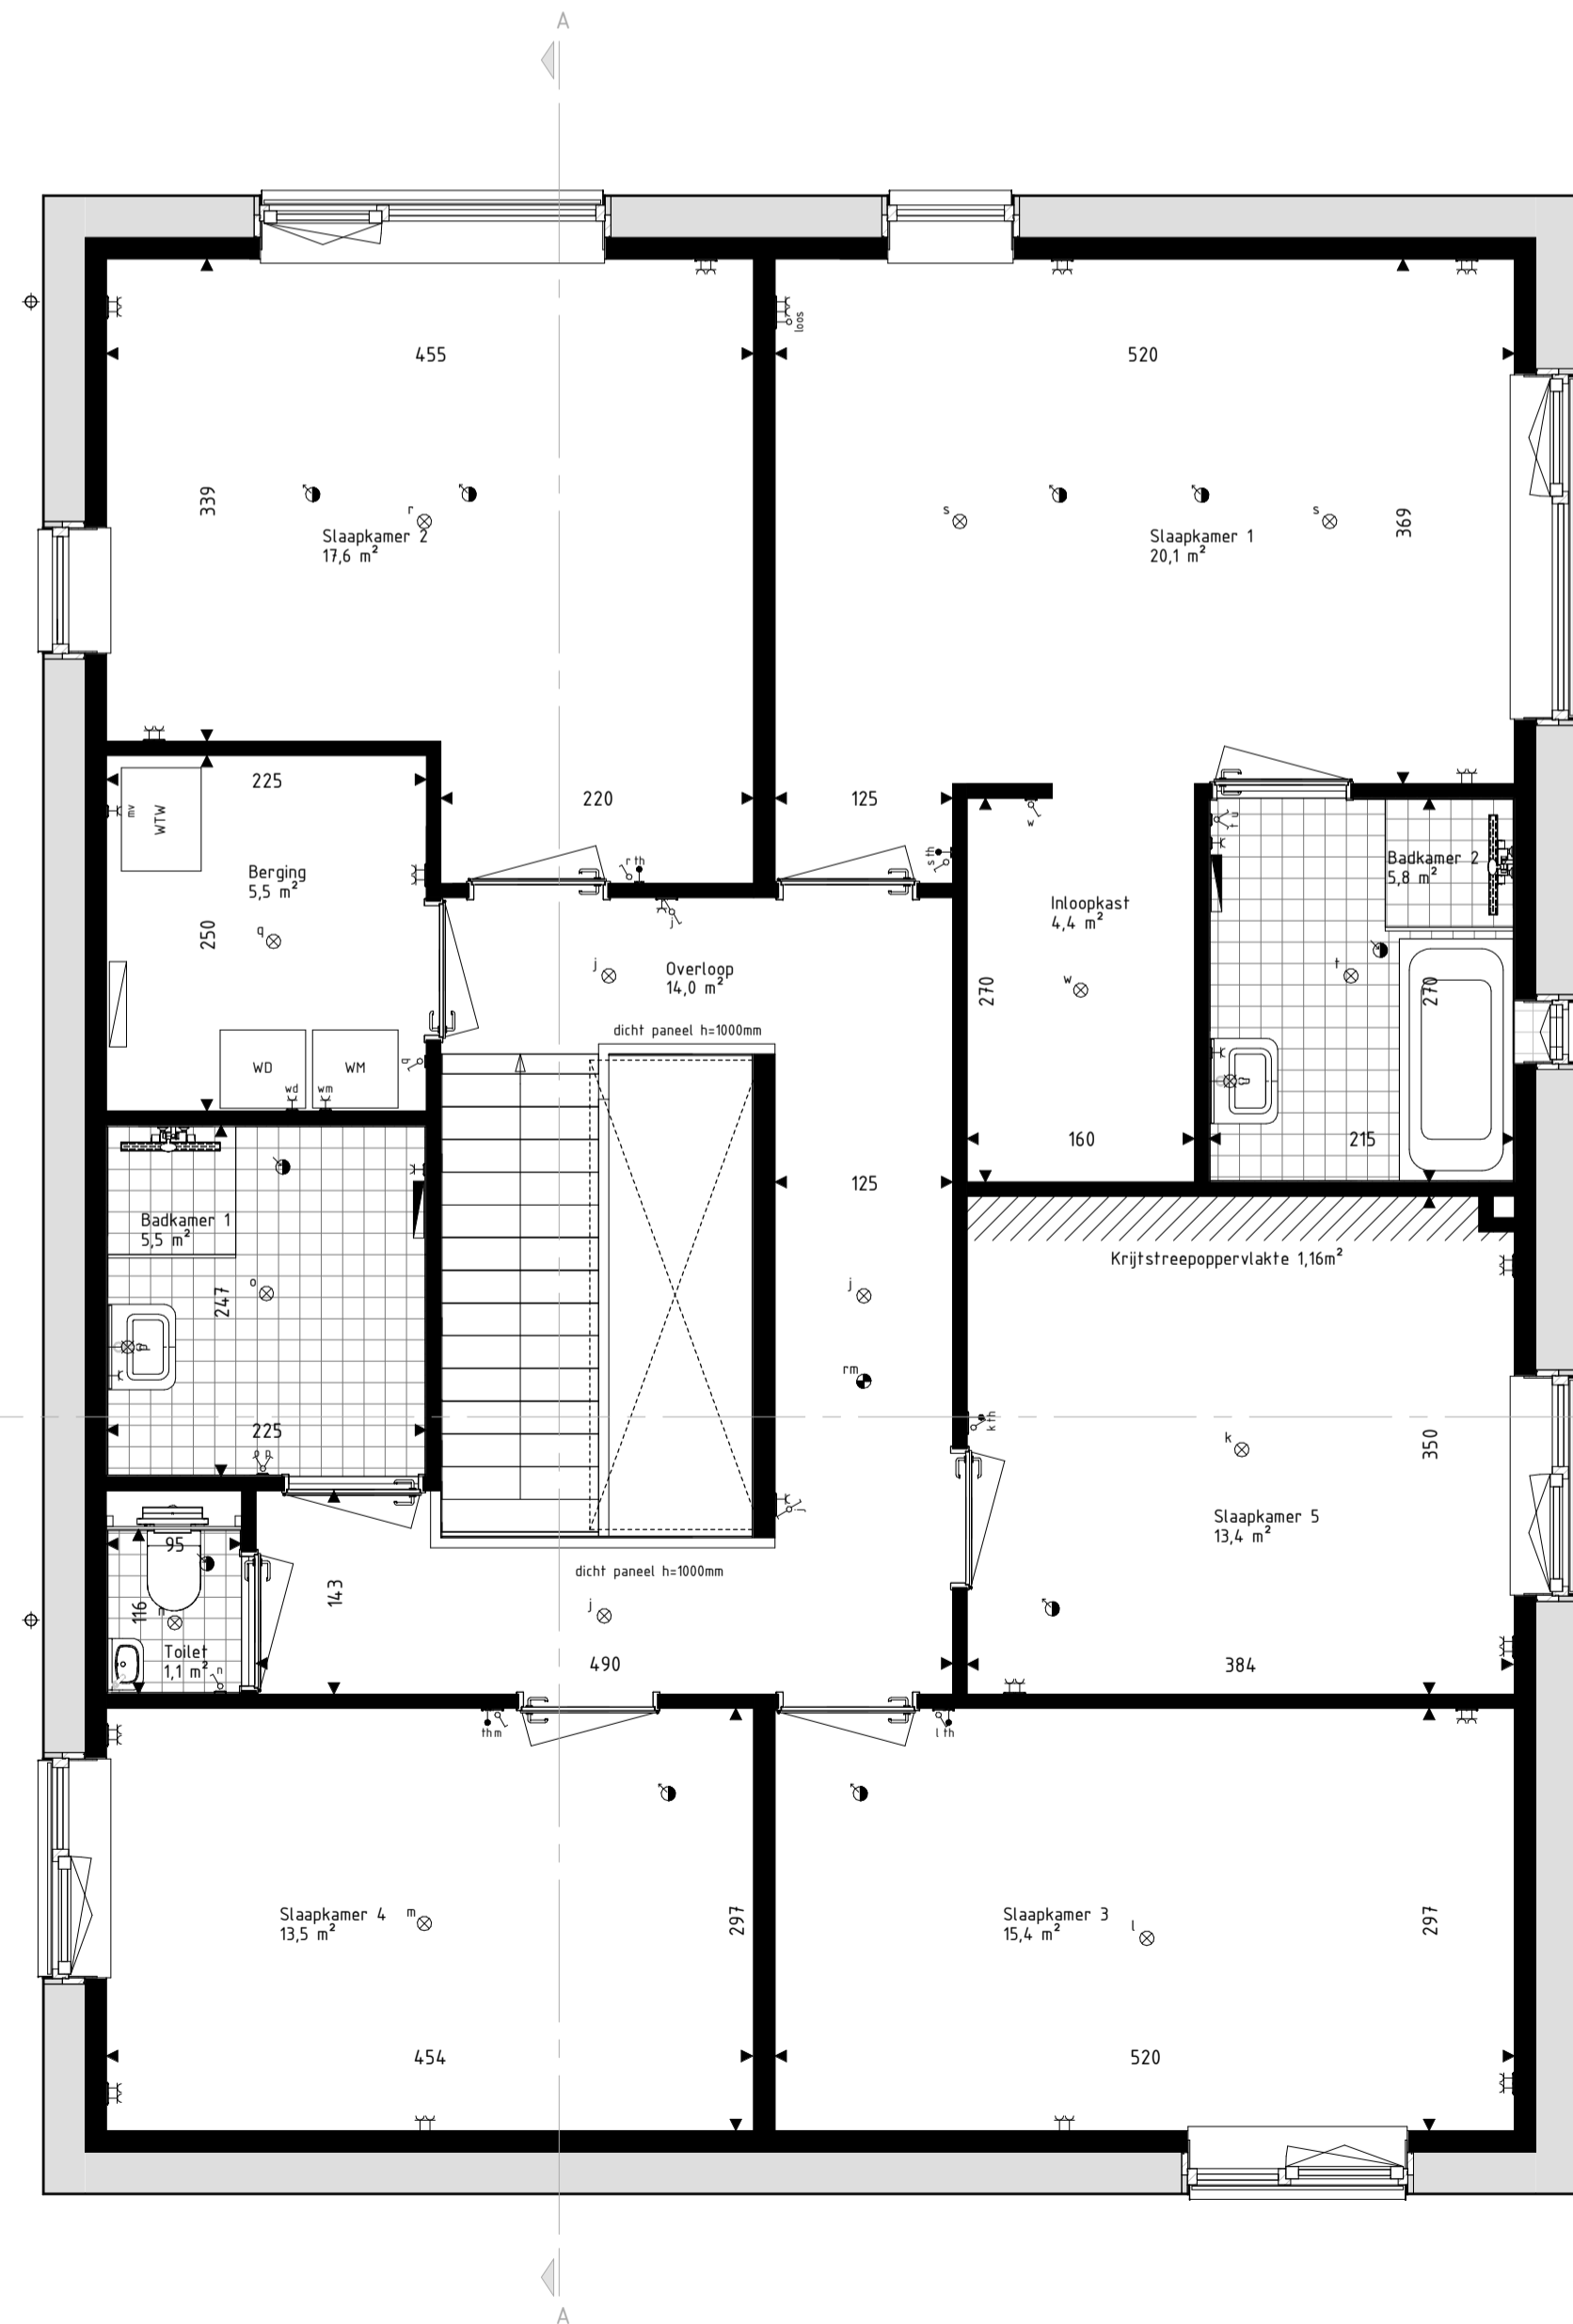 A
loos
455
520
339
r
Slaapkamer 2
17,6 m²
s
s
Slaapkamer 1
20,1 m²
369
225
mv
WTW
220
125
w
t u
Berging
5,5 m²
r th
s th
Badkamer 2
5,8 m²
j
Inloopkast
4,4 m²
q
250
j
Overloop
14,0 m²
w
270
t
270
dicht paneel h=1000mm
WD
WM
q
wd
wm
160
215
125
Badkamer 1
5,5 m²
Krijtstreepoppervlakte 1,16m²
o
247
j
rm
k th
k
350
225
o p
j
Slaapkamer 5
13,4 m²
95
dicht paneel h=1000mm
116
n
143
j
Toilet
1,1 m²
n
490
384
th m
l th
Slaapkamer 4
13,5 m²
m
297
Slaapkamer 3
15,4 m²
l
297
454
520
A